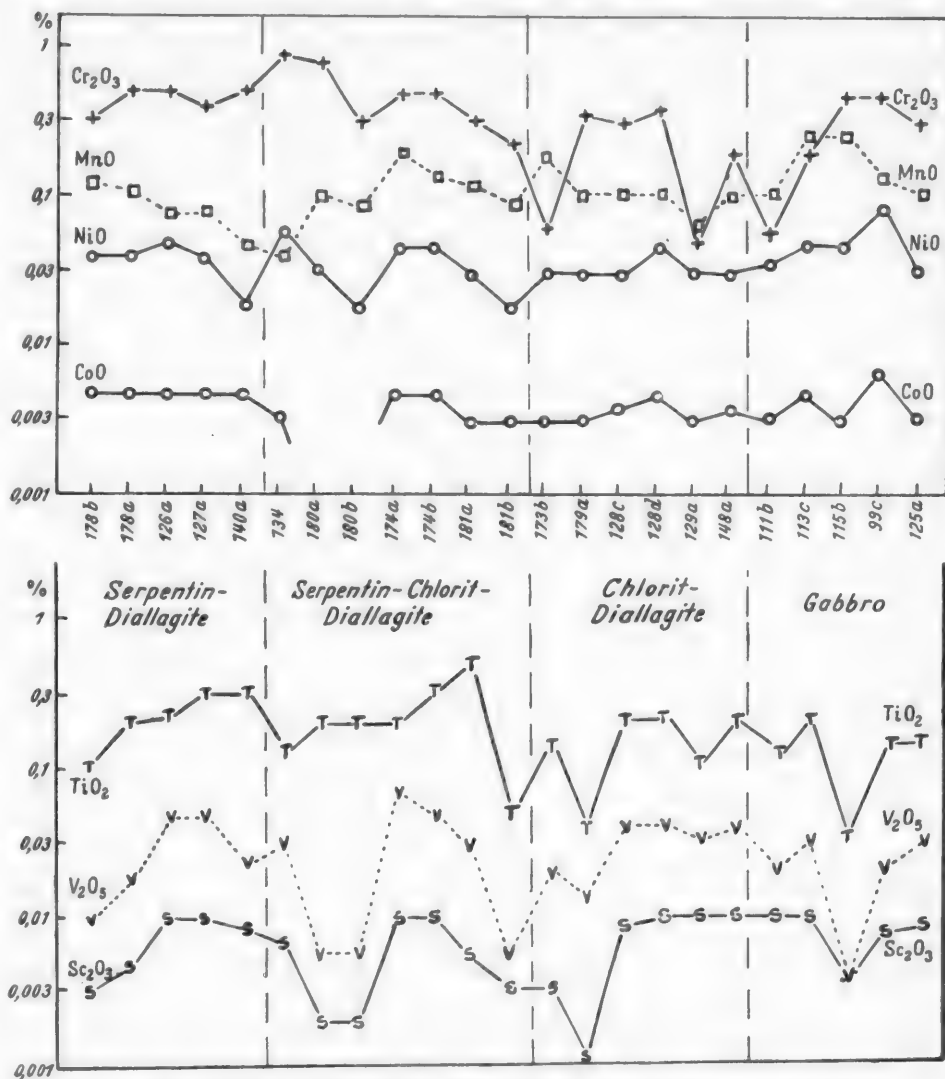 %
1
Cr₂O₃
Cr₂O₃
0,3
MnO
MnO
0,1
NiO
NiO
0,03
0,01
CoO
CoO
0,003
0,001
178b 178a 126a 127a 140a 1734 180a 180b 174a 174b 181a 181b 173b 179a 128c 128d 129a 148a 111b 173c 175b 99c 125a
%
Serpentin-
Diallagite
Serpentin-Chlorit-
Diallagite
Chlorit-
Diallagite
Gabbro
1
0,3
TiO₂
0,1
TiO₂
V₂O₅
0,03
V₂O₅
0,01
Sc₂O₃
Sc₂O₃
0,003
0,001